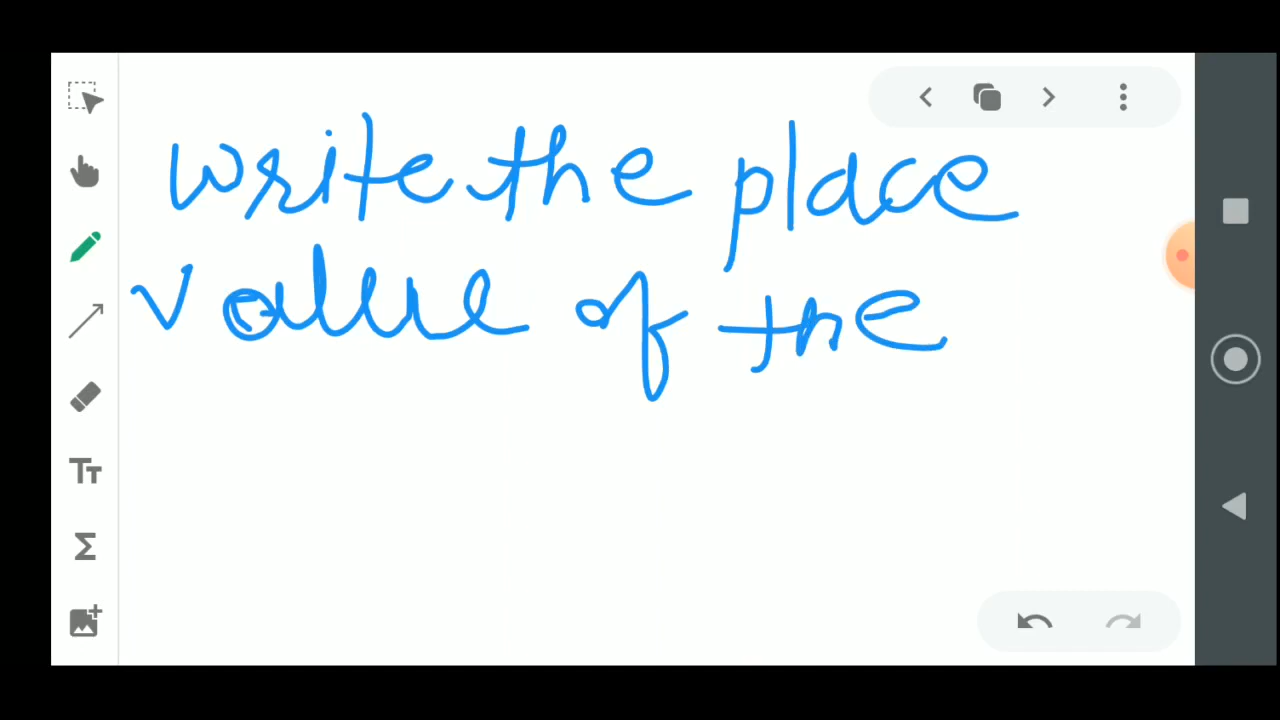 write the place
value of the